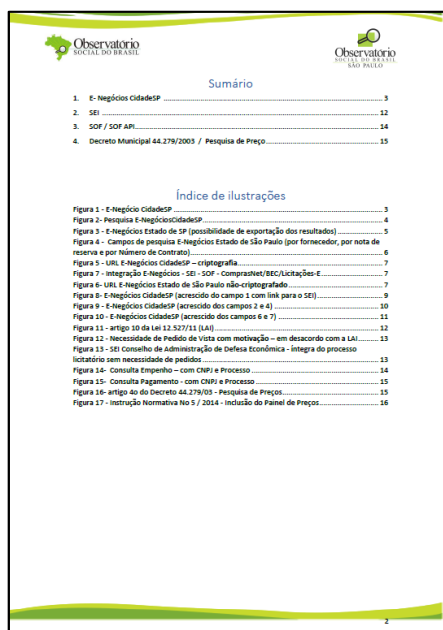 Observatório
SOCIAL DO BRASIL
Observatório
SOCIAL DO BRASIL
SÃO PAULO
Sumário
1. E- Negócios CidadeSP ... 3
2. SEI ... 12
3. SOF / SOF API ... 14
4. Decreto Municipal 44.279/2003 / Pesquisa de Preço ... 15
Índice de ilustrações
Figura 1 - E-Negócio CidadeSP ... 3
Figura 2- Pesquisa E-NegóciosCidadeSP ... 4
Figura 3 - E-Negócios Estado de SP (possibilidade de exportação dos resultados) ... 5
Figura 4 - Campos de pesquisa E-Negócios Estado de São Paulo (por fornecedor, por nota de
reserva e por Número de Contrato) ... 6
Figura 5 - URL E-Negócios CidadeSP – criptografia ... 7
Figura 7 - Integração E-Negócios - SEI - SOF - ComprasNet/BEC/Licitações-E ... 7
Figura 6- URL E-Negócios Estado de São Paulo não-criptografado ... 7
Figura 8- E-Negócios CidadeSP (acrescido do campo 1 com link para o SEI) ... 9
Figura 9 - E-Negócios CidadeSP (acrescido dos campos 2 e 4) ... 10
Figura 10 - E-Negócios CidadeSP (acrescido dos campos 6 e 7) ... 11
Figura 11 - artigo 10 da Lei 12.527/11 (LAI) ... 12
Figura 12 - Necessidade de Pedido de Vista com motivação – em desacordo com a LAI ... 13
Figura 13 - SEI Conselho de Administração de Defesa Econômica - íntegra do processo
licitatório sem necessidade de pedidos ... 13
Figura 14- Consulta Empenho – com CNPJ e Processo ... 14
Figura 15- Consulta Pagamento - com CNPJ e Processo ... 15
Figura 16- artigo 4o do Decreto 44.279/03 - Pesquisa de Preços ... 15
Figura 17 - Instrução Normativa No 5 / 2014 - Inclusão do Painel de Preços ... 16
2